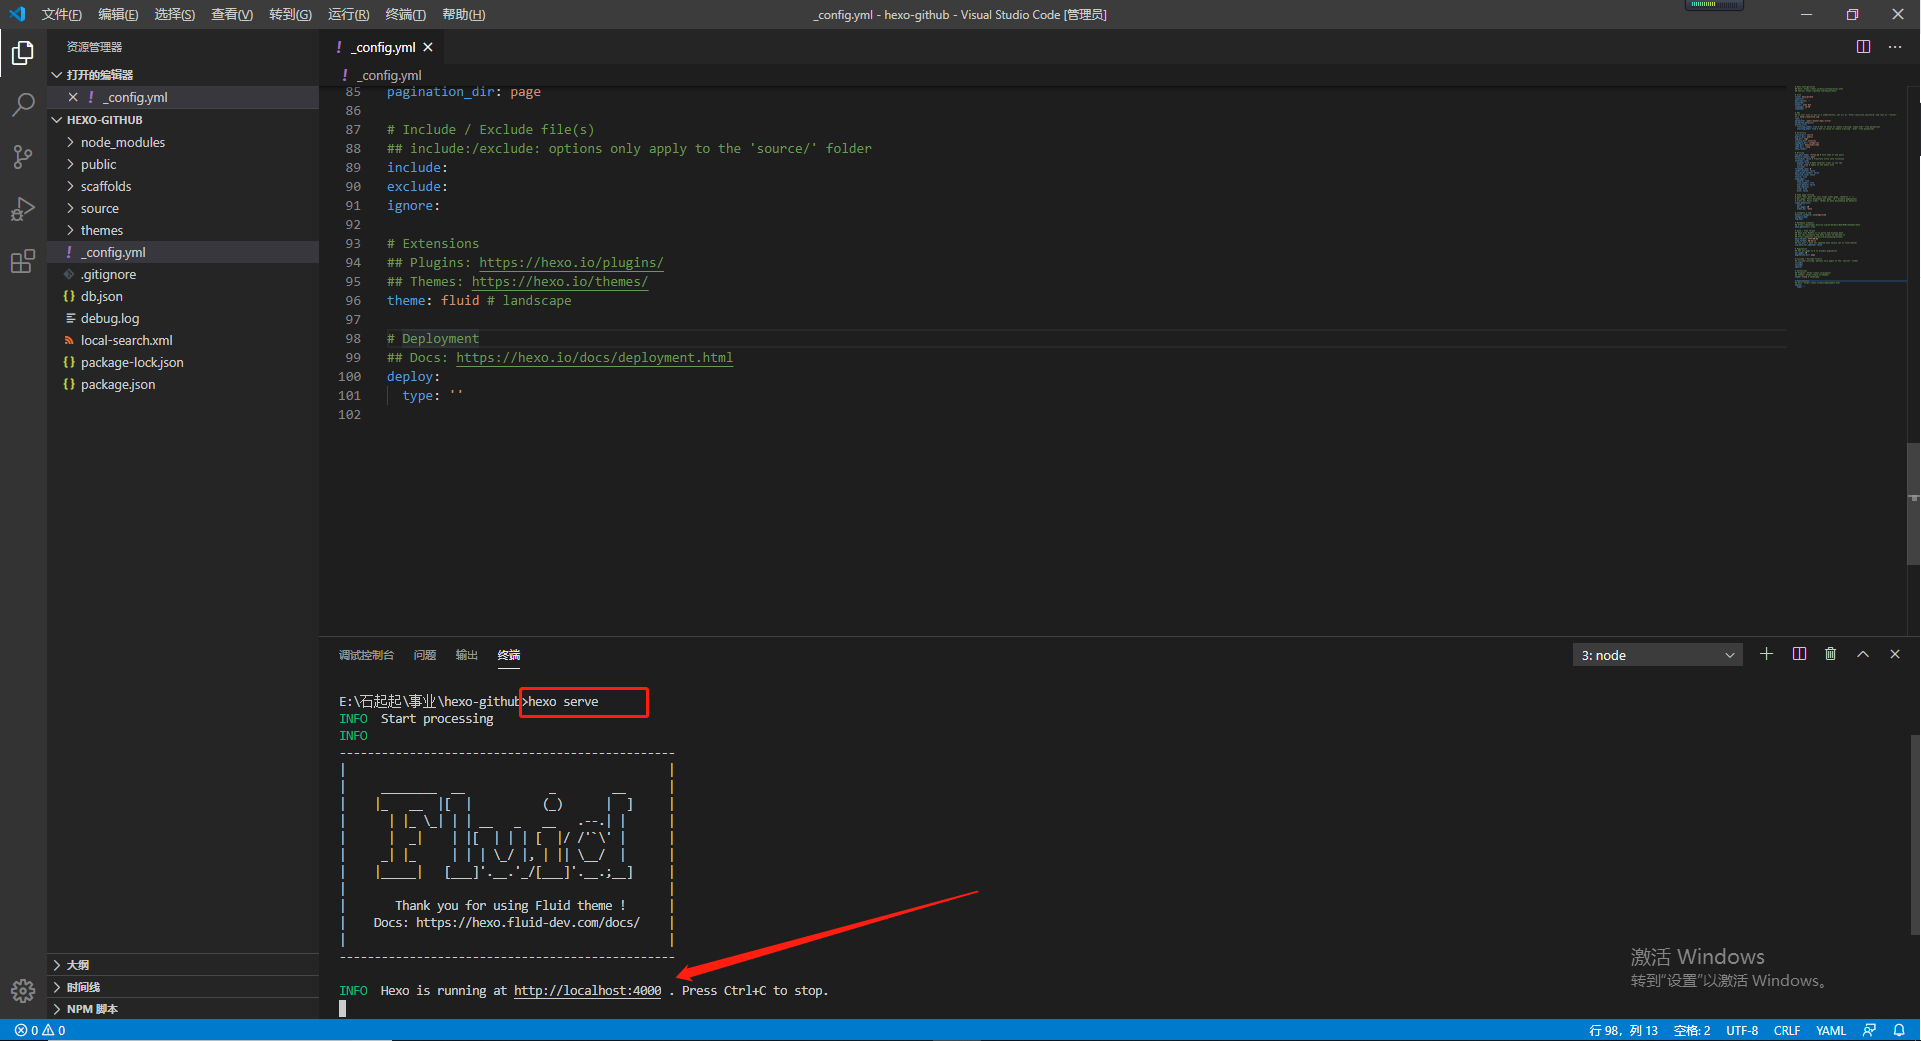 文件(F) 编辑(E) 选择(S) 查看(V) 转到(G) 运行(R) 终端(T) 帮助(H) _config.yml - hexo-github - Visual Studio Code [管理员]
资源管理器
打开的编辑器
_config.yml
HEXO-GITHUB
node_modules
public
scaffolds
source
themes
_config.yml
.gitignore
db.json
debug.log
local-search.xml
package-lock.json
package.json
大纲
时间线
NPM 脚本
_config.yml
_config.yml
85 pagination_dir: page
86
87 # Include / Exclude file(s)
88 ## include:/exclude: options only apply to the 'source/' folder
89 include:
90 exclude:
91 ignore:
92
93 # Extensions
94 ## Plugins: https://hexo.io/plugins/
95 ## Themes: https://hexo.io/themes/
96 theme: fluid # landscape
97
98 # Deployment
99 ## Docs: https://hexo.io/docs/deployment.html
100 deploy:
101 type: ''
102
调试控制台 问题 输出 终端 3: node
E:\石起起\事业\hexo-github>hexo serve
INFO Start processing
INFO
Fluid
Thank you for using Fluid theme !
Docs: https://hexo.fluid-dev.com/docs/
INFO Hexo is running at http://localhost:4000 . Press Ctrl+C to stop.
激活 Windows
转到“设置”以激活 Windows。
0 0 行 98，列 13 空格: 2 UTF-8 CRLF YAML